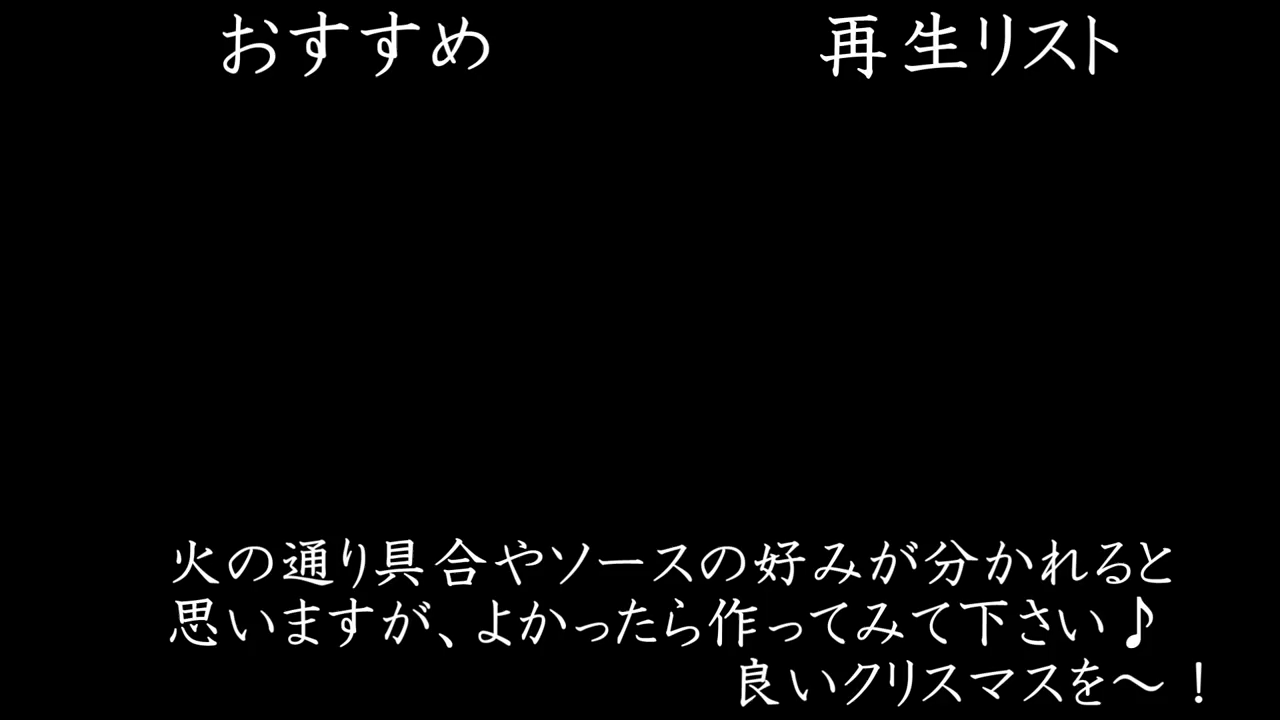 おすすめ
再生リスト
火の通り具合やソースの好みが分かれると
思いますが、よかったら作ってみて下さい♪
良いクリスマスを～！